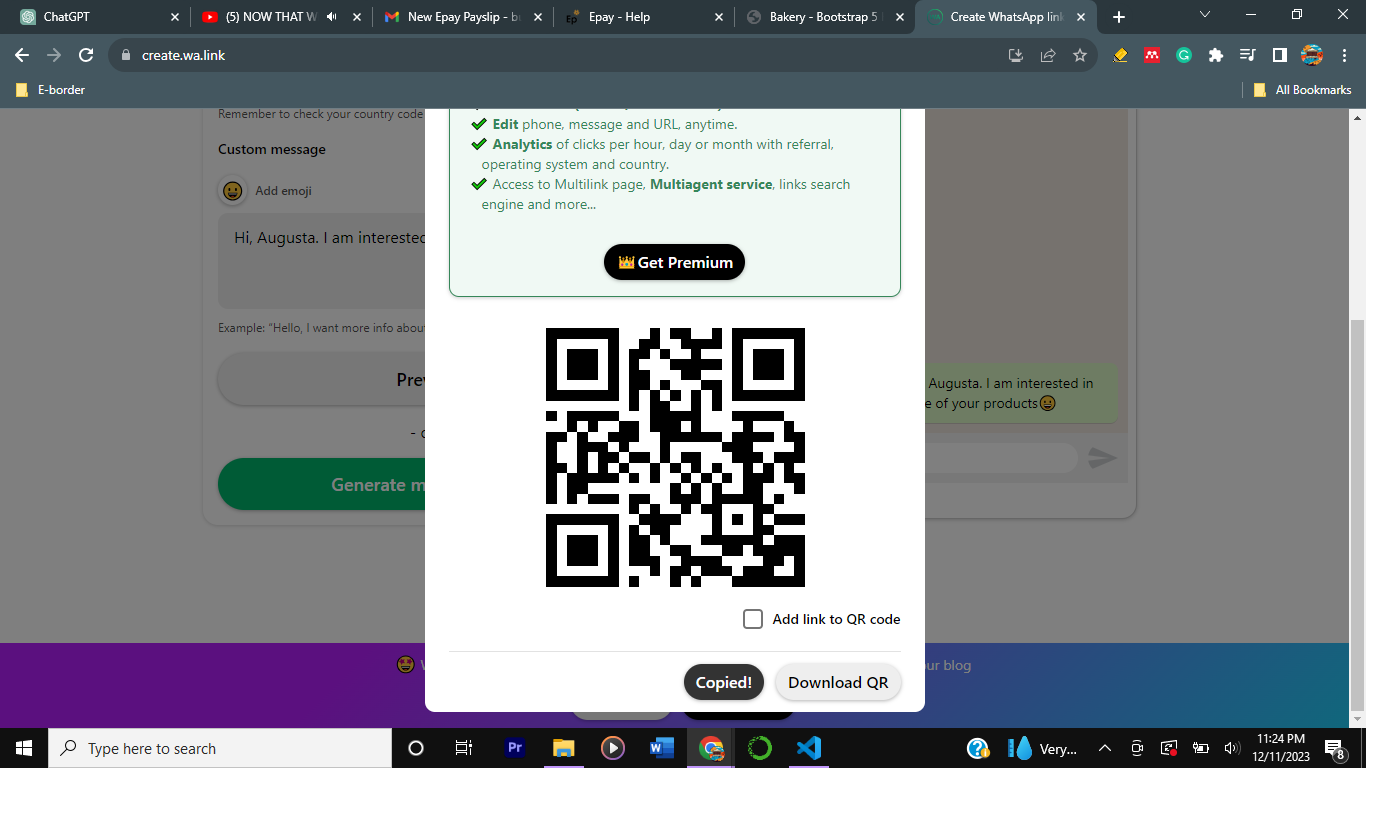 ChatGPT
(5) NOW THAT W
New Epay Payslip - bu
Epay - Help
Bakery - Bootstrap 5
Create WhatsApp link
create.wa.link
E-border
All Bookmarks
Remember to check your country code
Custom message
Add emoji
Hi, Augusta. I am interested
Example: "Hello, I want more info about
Prev
Generate m
Edit phone, message and URL, anytime.
Analytics of clicks per hour, day or month with referral,
operating system and country.
Access to Multilink page, Multiagent service, links search
engine and more...
Get Premium
Augusta. I am interested in
e of your products
Add link to QR code
Copied!
Download QR
ur blog
Type here to search
Pr
Very...
11:24 PM
12/11/2023
8